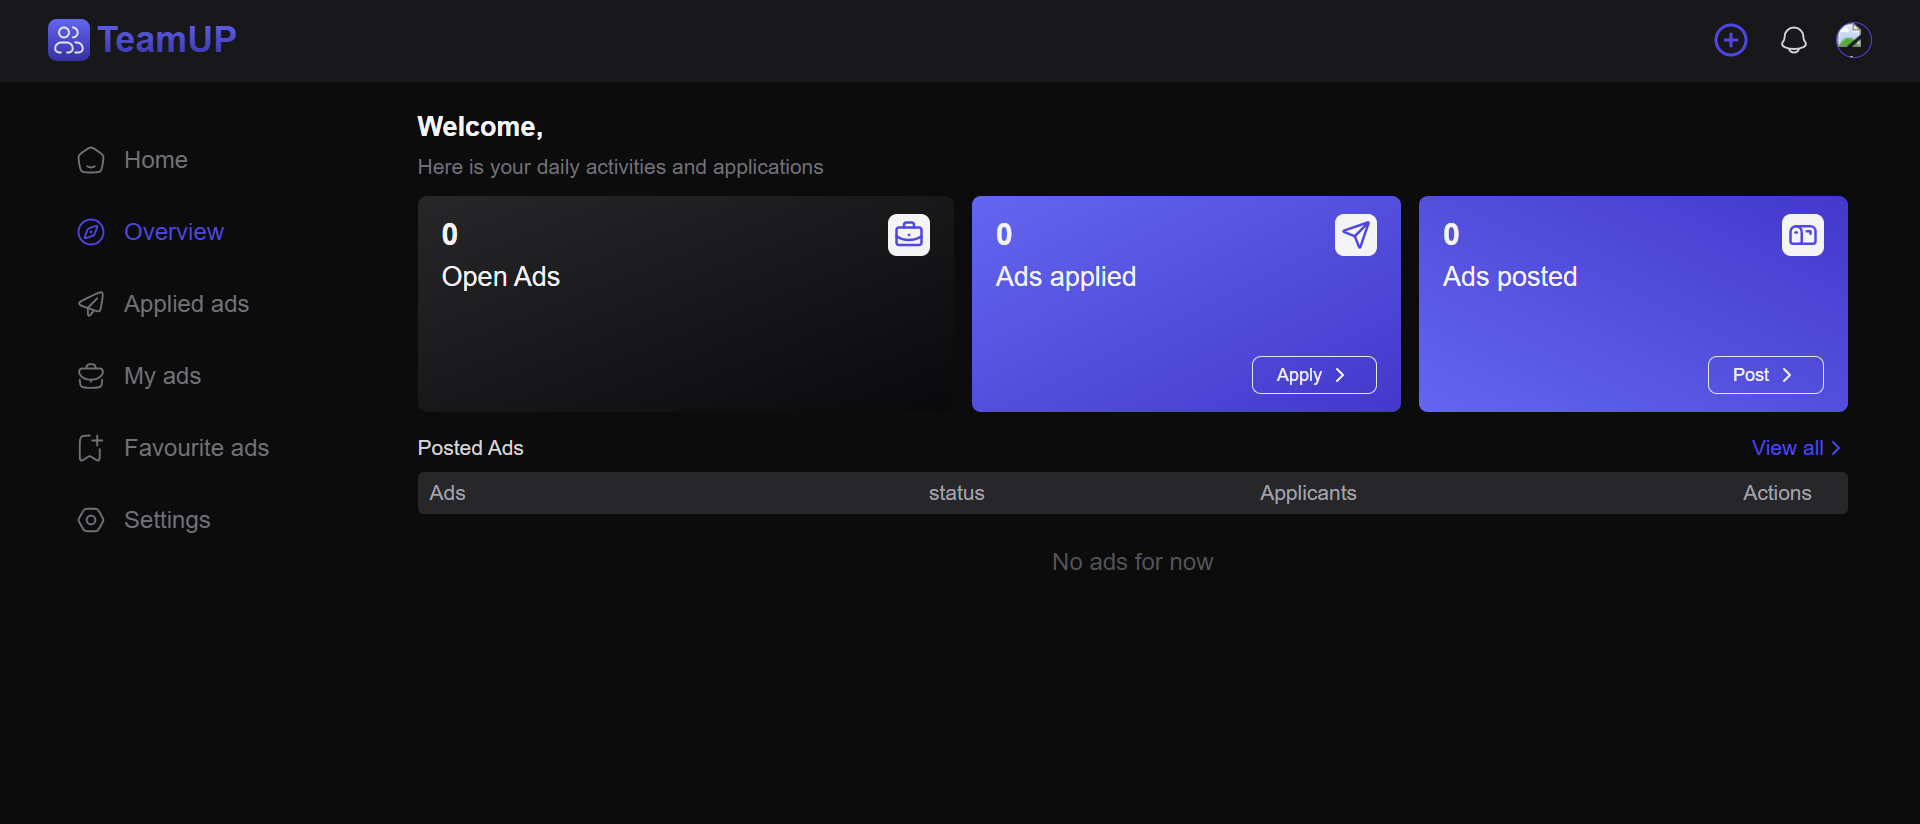 TeamUP
Home
Overview
Applied ads
My ads
Favourite ads
Settings
Welcome,
Here is your daily activities and applications
0
Open Ads
0
Ads applied
Apply
0
Ads posted
Post
Posted Ads
View all
Ads status Applicants Actions
No ads for now